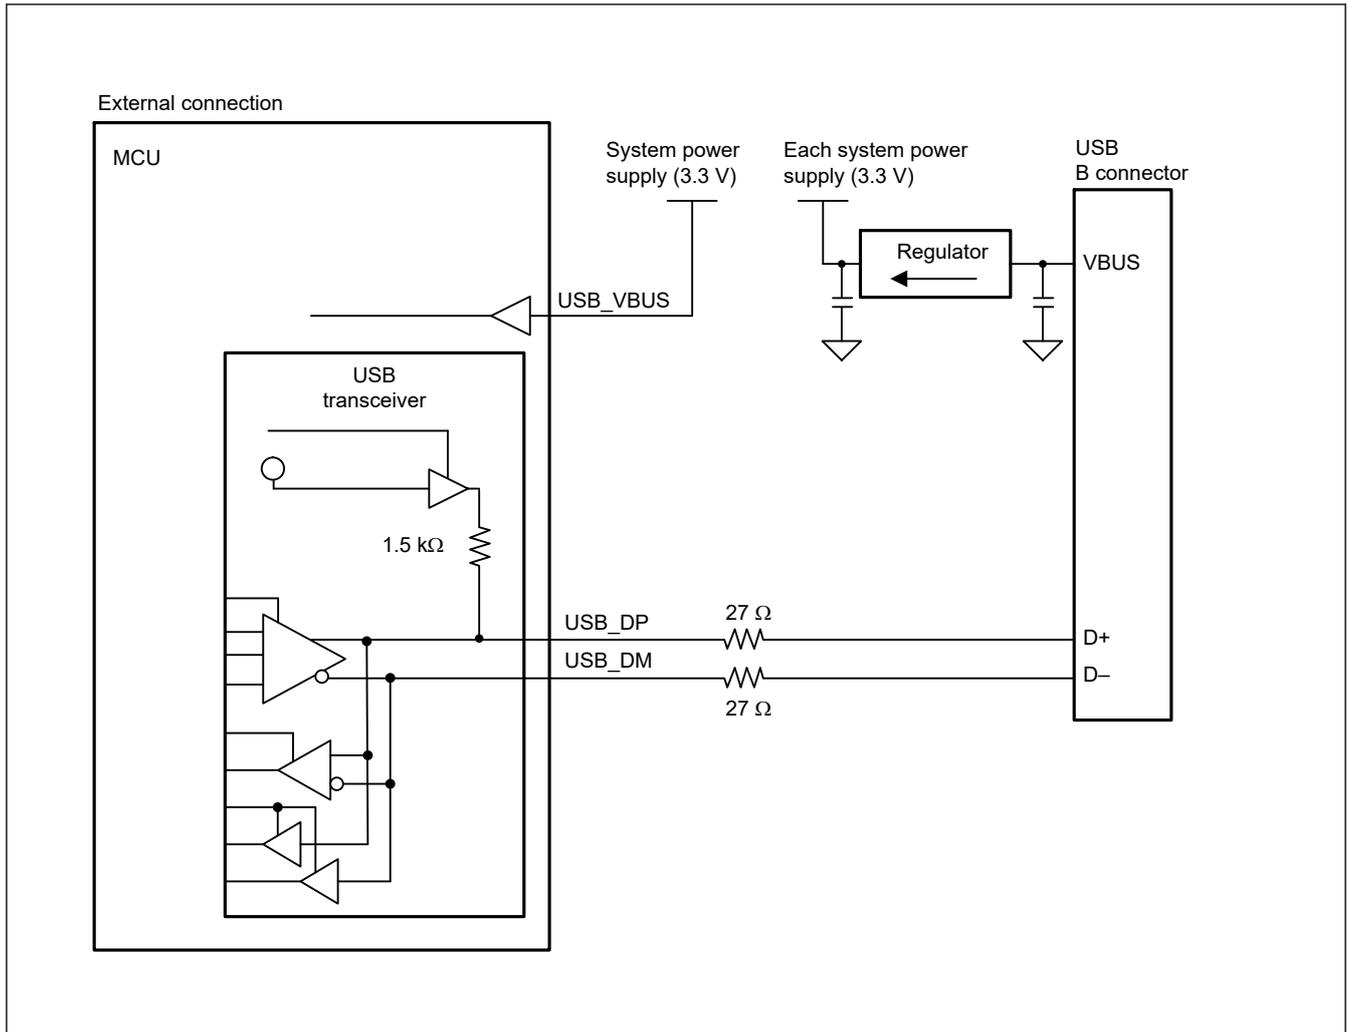 External connection
MCU
System power
supply (3.3 V)
Each system power
supply (3.3 V)
USB
B connector
Regulator
VBUS
USB_VBUS
USB
transceiver
1.5 kΩ
USB_DP
27 Ω
D+
USB_DM
27 Ω
D–